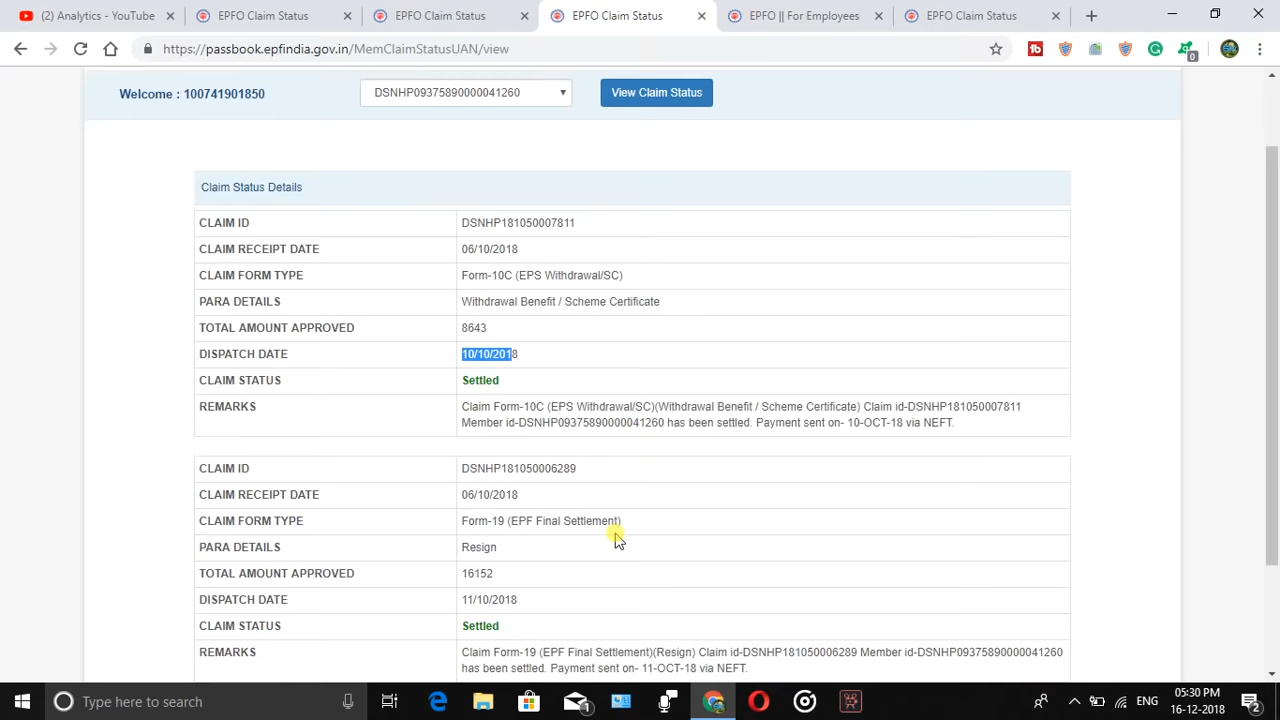 (2) Analytics - YouTube
EPFO Claim Status
EPFO Claim Status
EPFO Claim Status
EPFO || For Employees
EPFO Claim Status
https://passbook.epfindia.gov.in/MemClaimStatusUAN/view
0
Welcome : 100741901850
DSNHP09375890000041260
View Claim Status
Claim Status Details
CLAIM ID DSNHP181050007811
CLAIM RECEIPT DATE 06/10/2018
CLAIM FORM TYPE Form-10C (EPS Withdrawal/SC)
PARA DETAILS Withdrawal Benefit / Scheme Certificate
TOTAL AMOUNT APPROVED 8643
DISPATCH DATE 10/10/2018
CLAIM STATUS Settled
REMARKS Claim Form-10C (EPS Withdrawal/SC)(Withdrawal Benefit / Scheme Certificate) Claim id-DSNHP181050007811
Member id-DSNHP09375890000041260 has been settled. Payment sent on- 10-OCT-18 via NEFT.
CLAIM ID DSNHP181050006289
CLAIM RECEIPT DATE 06/10/2018
CLAIM FORM TYPE Form-19 (EPF Final Settlement)
PARA DETAILS Resign
TOTAL AMOUNT APPROVED 16152
DISPATCH DATE 11/10/2018
CLAIM STATUS Settled
REMARKS Claim Form-19 (EPF Final Settlement)(Resign) Claim id-DSNHP181050006289 Member id-DSNHP09375890000041260
has been settled. Payment sent on- 11-OCT-18 via NEFT.
Type here to search
1
ENG
05:30 PM
16-12-2018
2